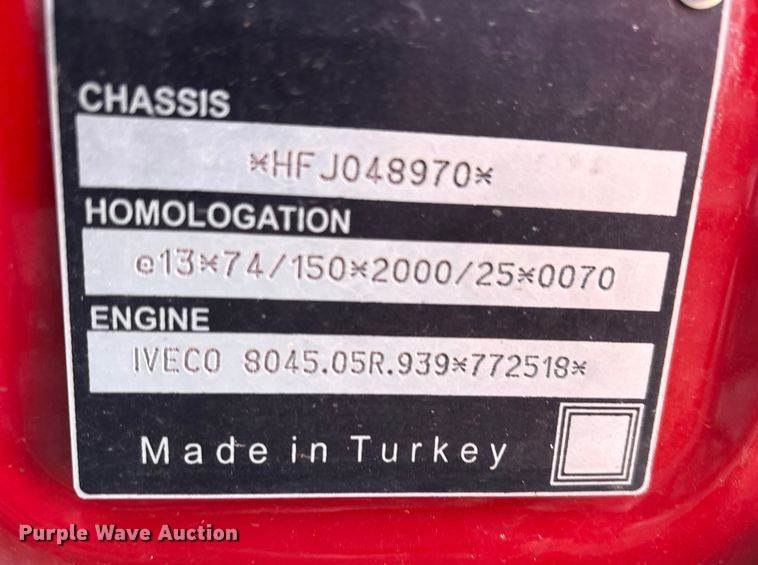 CHASSIS
*HFJ048970*
HOMOLOGATION
e13*74/150*2000/25*0070
ENGINE
IVECO 8045.05R.939*772518*
Made in Turkey
Purple Wave Auction